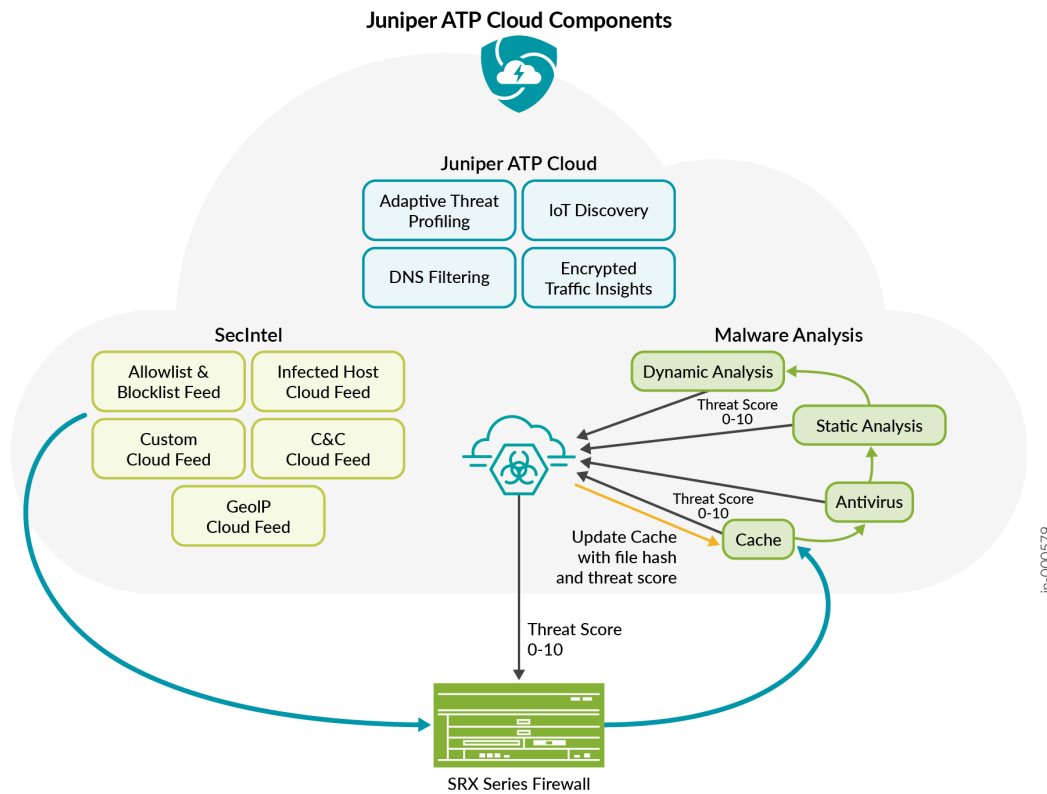 Juniper ATP Cloud Components
Juniper ATP Cloud
Adaptive Threat
Profiling
IoT Discovery
DNS Filtering
Encrypted
Traffic Insights
SecIntel
Allowlist &
Blocklist Feed
Infected Host
Cloud Feed
Custom
Cloud Feed
C&C
Cloud Feed
GeoIP
Cloud Feed
Malware Analysis
Dynamic Analysis
Threat Score
0-10
Static Analysis
Antivirus
Threat Score
0-10
Cache
Update Cache
with file hash
and threat score
Threat Score
0-10
SRX Series Firewall
jn-000579